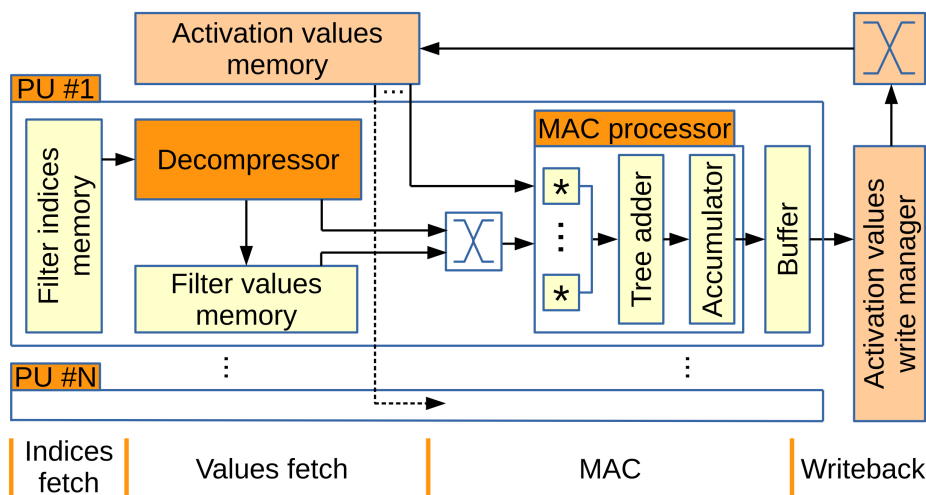 Activation values
memory
...
PU #1
MAC processor
Filter indices
memory
Decompressor
Filter values
memory
*
...
*
Tree adder
Accumulator
Buffer
Activation values
write manager
...
...
PU #N
Indices
fetch
Values fetch
MAC
Writeback